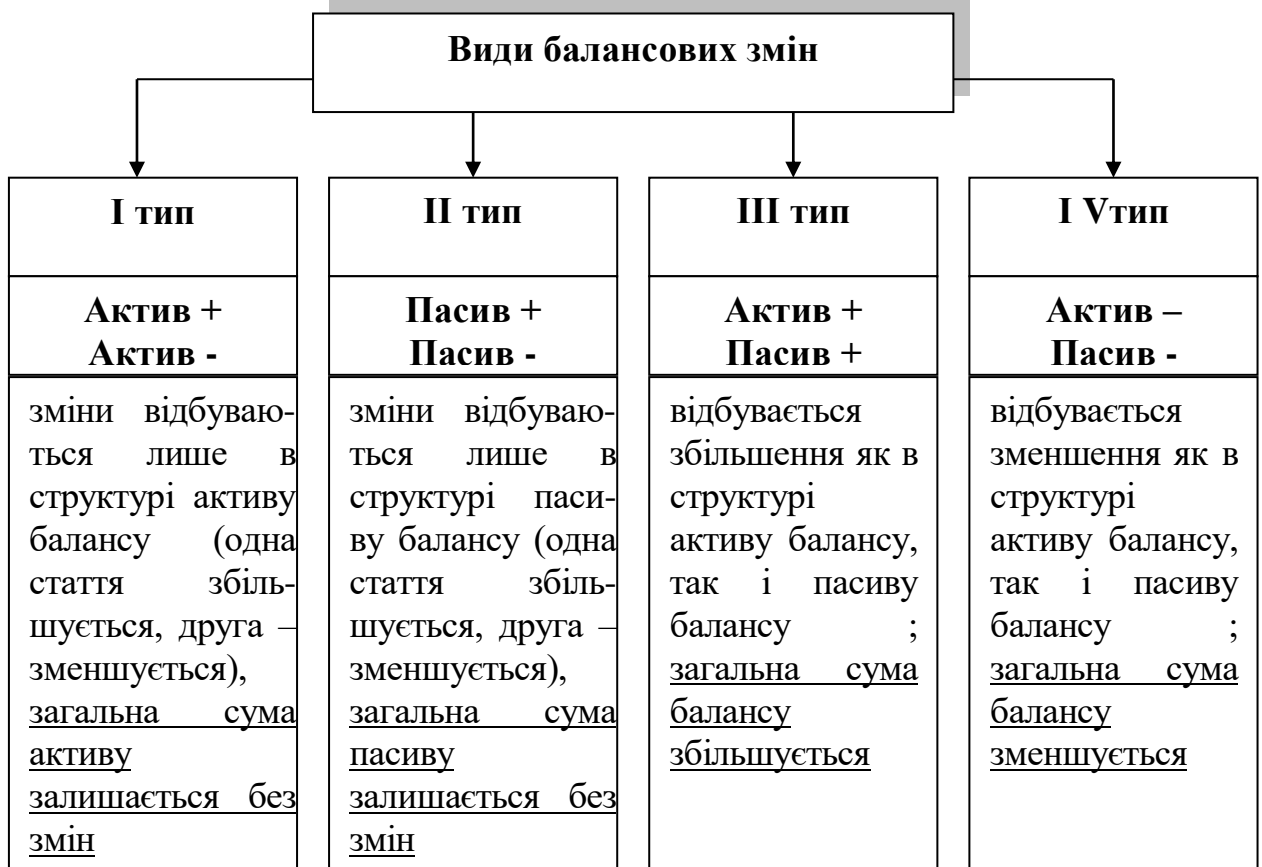 Види балансових змін
І тип
Актив +
Актив -
зміни відбуваю-
ться лише в
структурі активу
балансу (одна
стаття збіль-
шується, друга –
зменшується),
загальна сума
активу
залишається без
змін
ІІ тип
Пасив +
Пасив -
зміни відбуваю-
ться лише в
структурі паси-
ву балансу (одна
стаття збіль-
шується, друга –
зменшується),
загальна сума
пасиву
залишається без
змін
ІІІ тип
Актив +
Пасив +
відбувається
збільшення як в
структурі
активу балансу,
так і пасиву
балансу ;
загальна сума
балансу
збільшується
І Vтип
Актив –
Пасив -
відбувається
зменшення як в
структурі
активу балансу,
так і пасиву
балансу ;
загальна сума
балансу
зменшується